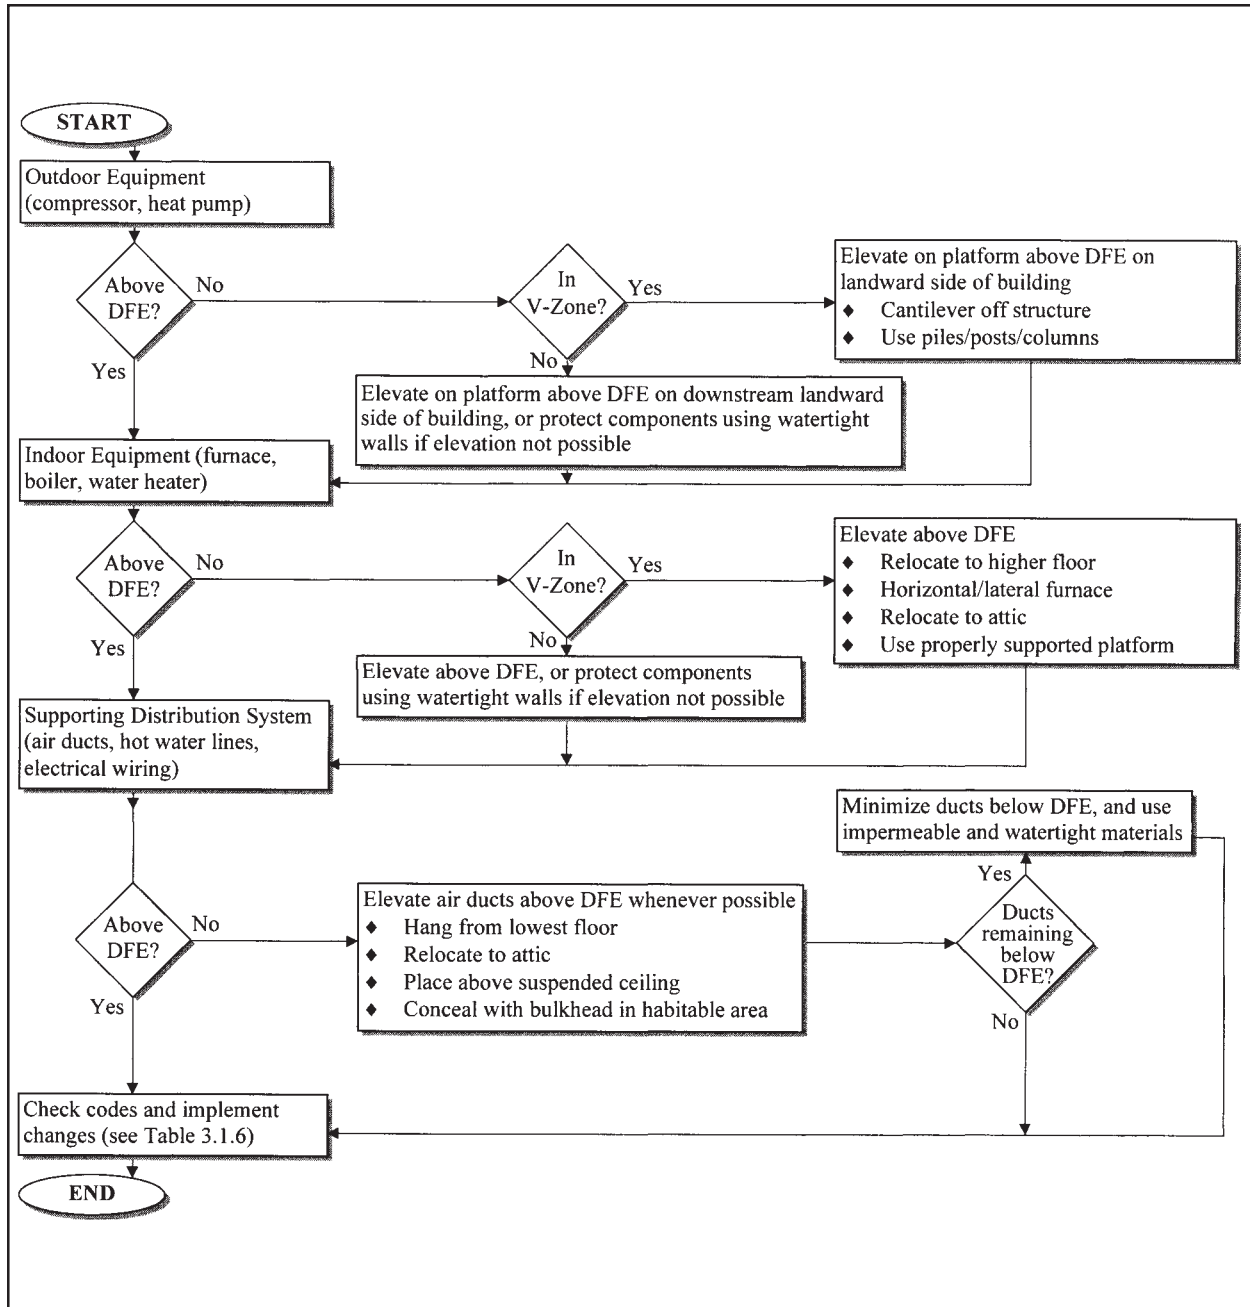 START
Outdoor Equipment
(compressor, heat pump)
Above
DFE?
No
Yes
In
V-Zone?
Yes
No
Elevate on platform above DFE on
landward side of building
♦ Cantilever off structure
♦ Use piles/posts/columns
Elevate on platform above DFE on downstream landward
side of building, or protect components using watertight
walls if elevation not possible
Indoor Equipment (furnace,
boiler, water heater)
Above
DFE?
No
Yes
In
V-Zone?
Yes
No
Elevate above DFE
♦ Relocate to higher floor
♦ Horizontal/lateral furnace
♦ Relocate to attic
♦ Use properly supported platform
Elevate above DFE, or protect components
using watertight walls if elevation not possible
Supporting Distribution System
(air ducts, hot water lines,
electrical wiring)
Above
DFE?
No
Yes
Elevate air ducts above DFE whenever possible
♦ Hang from lowest floor
♦ Relocate to attic
♦ Place above suspended ceiling
♦ Conceal with bulkhead in habitable area
Minimize ducts below DFE, and use
impermeable and watertight materials
Yes
Ducts
remaining
below
DFE?
No
Check codes and implement
changes (see Table 3.1.6)
END